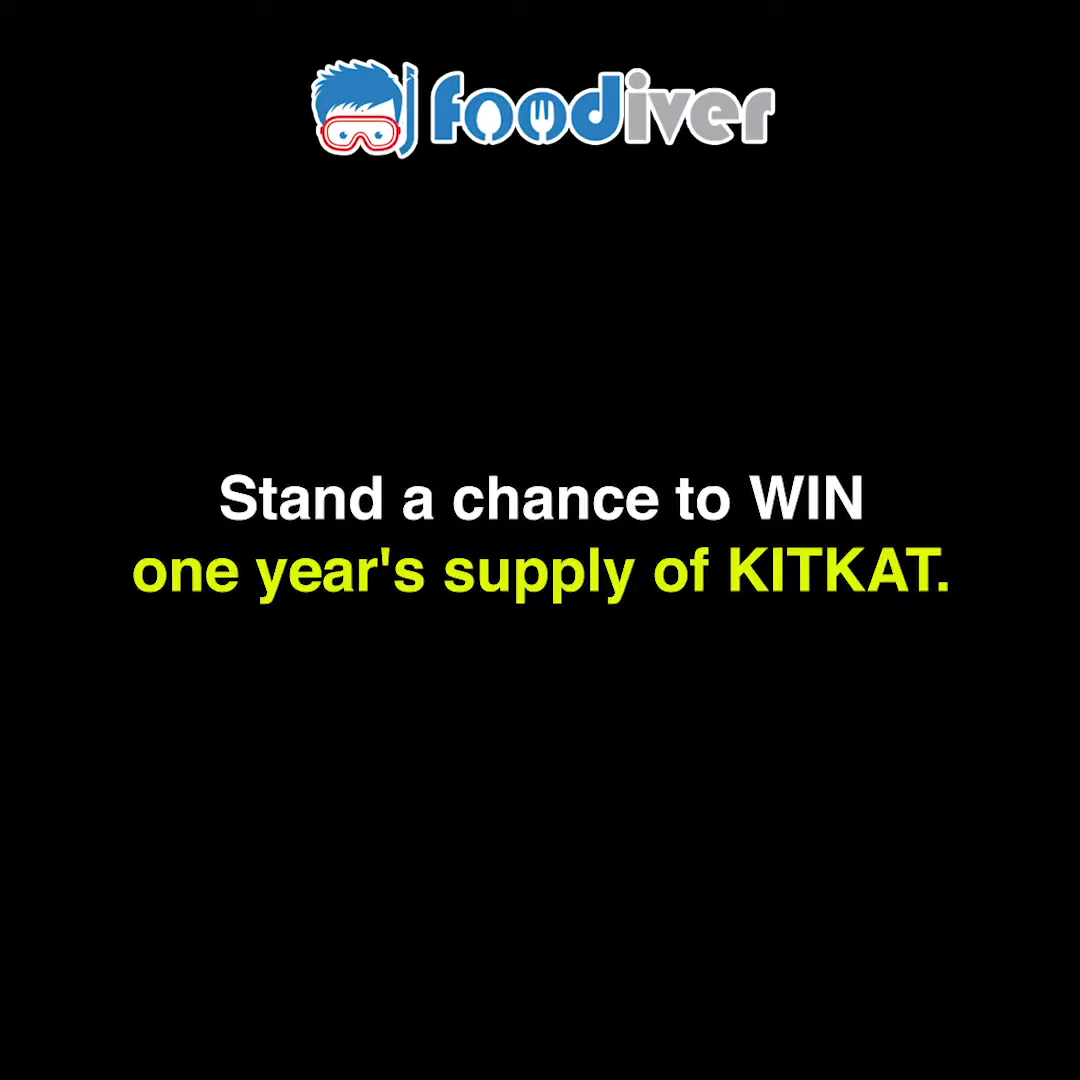 foodiver
Stand a chance to WIN
one year's supply of KITKAT.